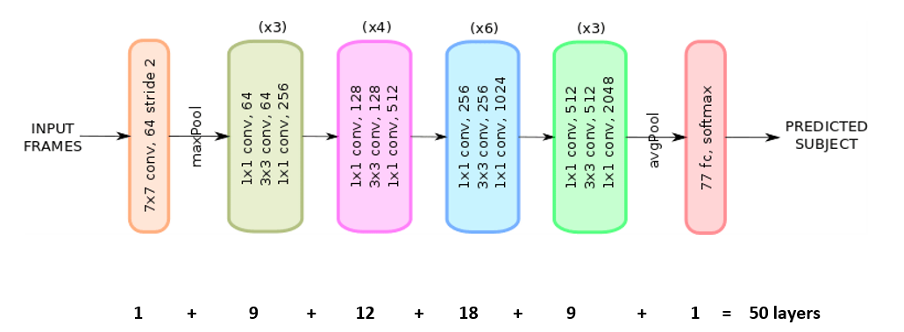 (x3)
(x4)
(x6)
(x3)
INPUT
FRAMES
7x7 conv, 64 stride 2
maxPool
1x1 conv, 64
3x3 conv, 64
1x1 conv, 256
1x1 conv, 128
3x3 conv, 128
1x1 conv, 512
1x1 conv, 256
3x3 conv, 256
1x1 conv, 1024
1x1 conv, 512
3x3 conv, 512
1x1 conv, 2048
avgPool
77 fc, softmax
PREDICTED
SUBJECT
1 + 9 + 12 + 18 + 9 + 1 = 50 layers